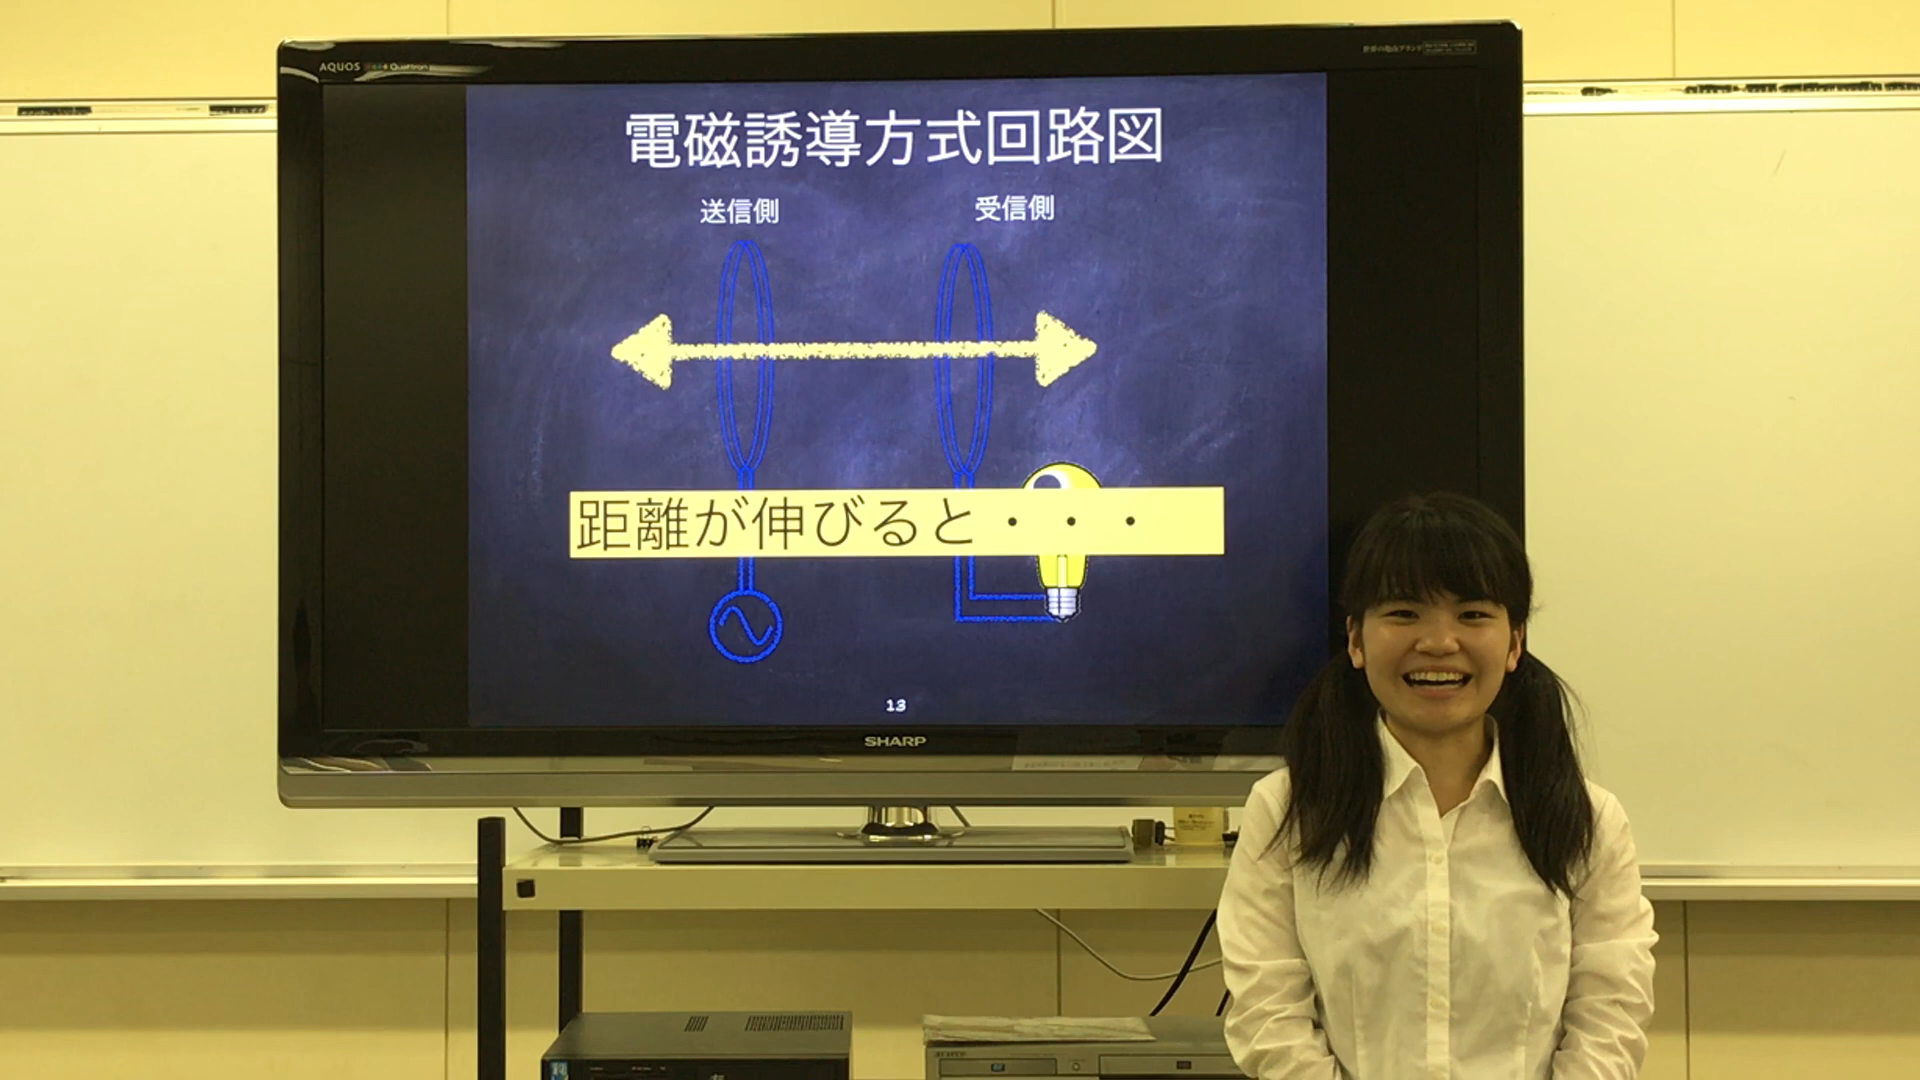 AQUOS Quattron
電磁誘導方式回路図
送信側
受信側
距離が伸びると・・・
13
SHARP